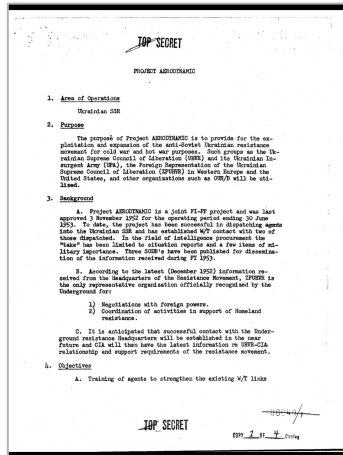 TOP SECRET
PROJECT AERODYNAMIC
1. Area of Operations
Ukrainian SSR
2. Purpose
The purpose of Project AERODYNAMIC is to provide for the ex-
ploitation and expansion of the anti-Soviet Ukrainian resistance
movement for cold and hot war purposes. Such groups as the Uk-
rainian Supreme Council of Liberation (UHVR) and its Ukrainian In-
surgent Army (UPA), the Foreign Representation of the Ukrainian
Supreme Council of Liberation (ZPUHVR) in Western Europe and the
United States, and other organizations such as OUN/B will be uti-
lized.
3. Background
A. Project AERODYNAMIC is a joint FI-PP project and was last
approved 3 November 1952 for the operation period ending 30 June
1953. To date, the project has been successful in dispatching agents
into the Ukrainian SSR and has established W/T contact with two of
those dispatched. In the field of intelligence procurement the
"take" has been limited to situation reports and a few items of mi-
litary importance. Three SODB's have been published for dissemina-
tion of the information received during FY 1953.
B. According to the latest (December 1952) information re-
ceived from the Headquarters of the Resistance Movement, ZPUHVR is
the only representative organization officially recognized by the
Underground for:
1) Negotiations with foreign powers.
2) Coordination of activities in support of Homeland
resistance.
C. It is anticipated that successful contact with the Under-
ground resistance Headquarters will be established in the near
future and CIA will then have the latest information re UHVR-CIA
relationship and support requirements of the resistance movement.
4. Objectives
A. Training of agents to strengthen the existing W/T links
TOP SECRET
COPY 1 OF 4